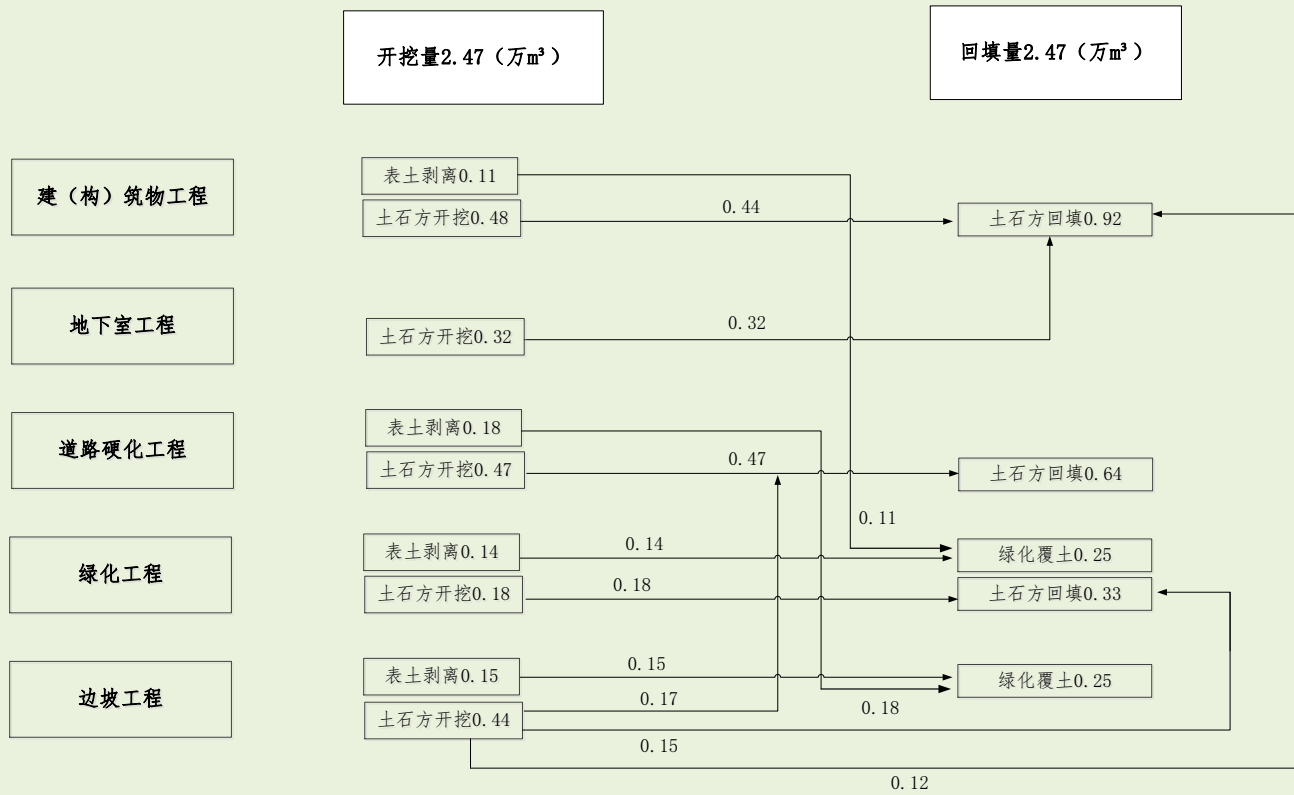 开挖量2.47（万m³）
回填量2.47（万m³）
建（构）筑物工程
表土剥离0.11
土石方开挖0.48
0.44
土石方回填0.92
地下室工程
土石方开挖0.32
0.32
道路硬化工程
表土剥离0.18
土石方开挖0.47
0.47
土石方回填0.64
0.11
绿化工程
表土剥离0.14
0.14
绿化覆土0.25
土石方开挖0.18
0.18
土石方回填0.33
边坡工程
表土剥离0.15
0.15
绿化覆土0.25
0.17
0.18
土石方开挖0.44
0.15
0.12